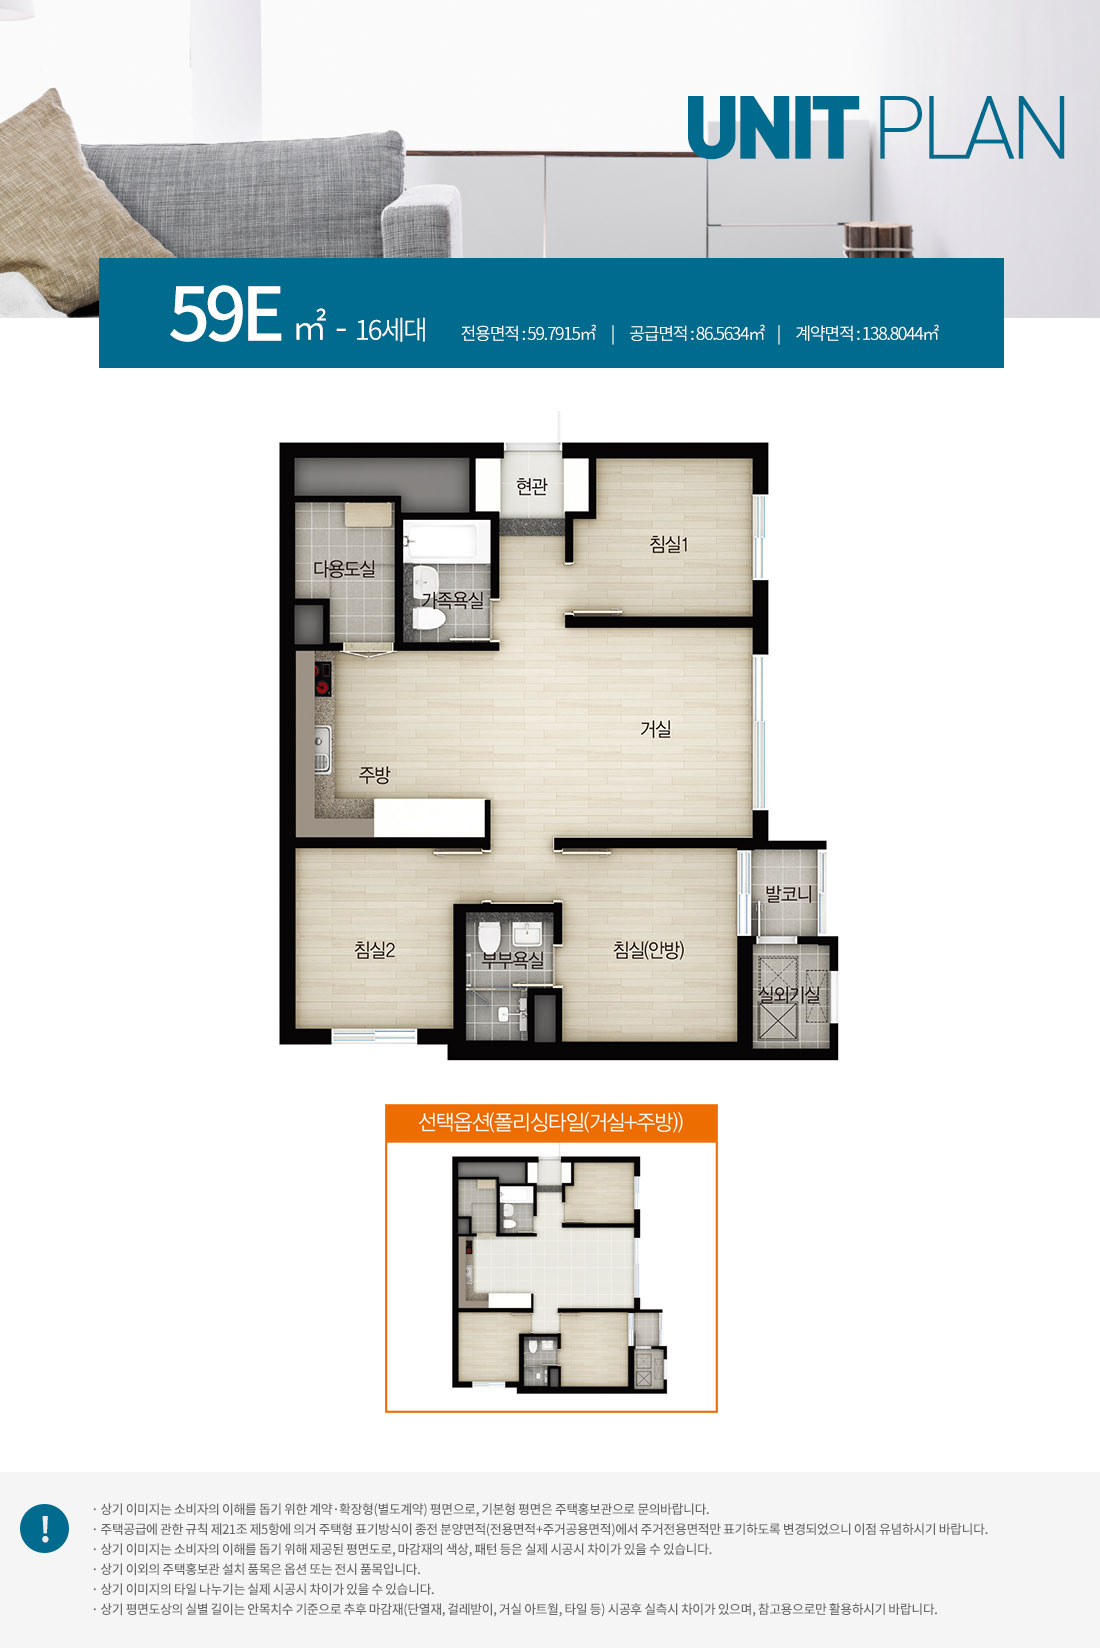 UNIT PLAN
59E ㎡ - 16세대 전용면적 : 59.7915㎡ | 공급면적 : 86.5634㎡ | 계약면적 : 138.8044㎡
현관
침실1
다용도실
가족욕실
거실
주방
발코니
침실2
부부욕실
침실(안방)
실외기실
선택옵션(폴리싱타일(거실+주방))
· 상기 이미지는 소비자의 이해를 돕기 위한 계약·확장형(별도계약) 평면으로, 기본형 평면은 주택홍보관으로 문의바랍니다.
· 주택공급에 관한 규칙 제21조 제5항에 의거 주택형 표기방식이 종전 분양면적(전용면적+주거공용면적)에서 주거전용면적만 표기하도록 변경되었으니 이점 유념하시기 바랍니다.
· 상기 이미지는 소비자의 이해를 돕기 위해 제공된 평면도로, 마감재의 색상, 패턴 등은 실제 시공시 차이가 있을 수 있습니다.
· 상기 이외의 주택홍보관 설치 품목은 옵션 또는 전시 품목입니다.
· 상기 이미지의 타일 나누기는 실제 시공시 차이가 있을 수 있습니다.
· 상기 평면도상의 실별 길이는 안목치수 기준으로 추후 마감재(단열재, 걸레받이, 거실 아트월, 타일 등) 시공후 실측시 차이가 있으며, 참고용으로만 활용하시기 바랍니다.